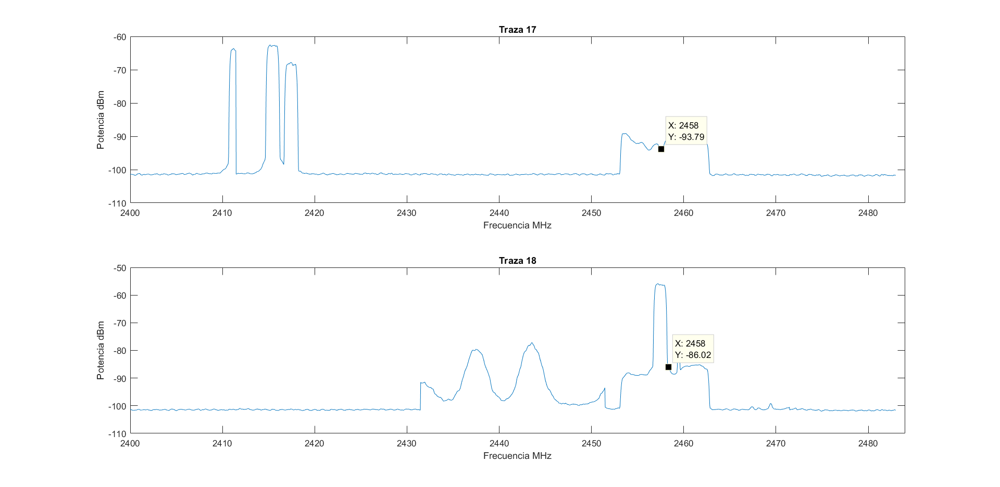 Traza 17
-60
-70
-80
-90
-100
-110
Potencia dBm
X: 2458
Y: -93.79
2400 2410 2420 2430 2440 2450 2460 2470 2480
Frecuencia MHz
Traza 18
-50
-60
-70
-80
-90
-100
-110
Potencia dBm
X: 2458
Y: -86.02
2400 2410 2420 2430 2440 2450 2460 2470 2480
Frecuencia MHz